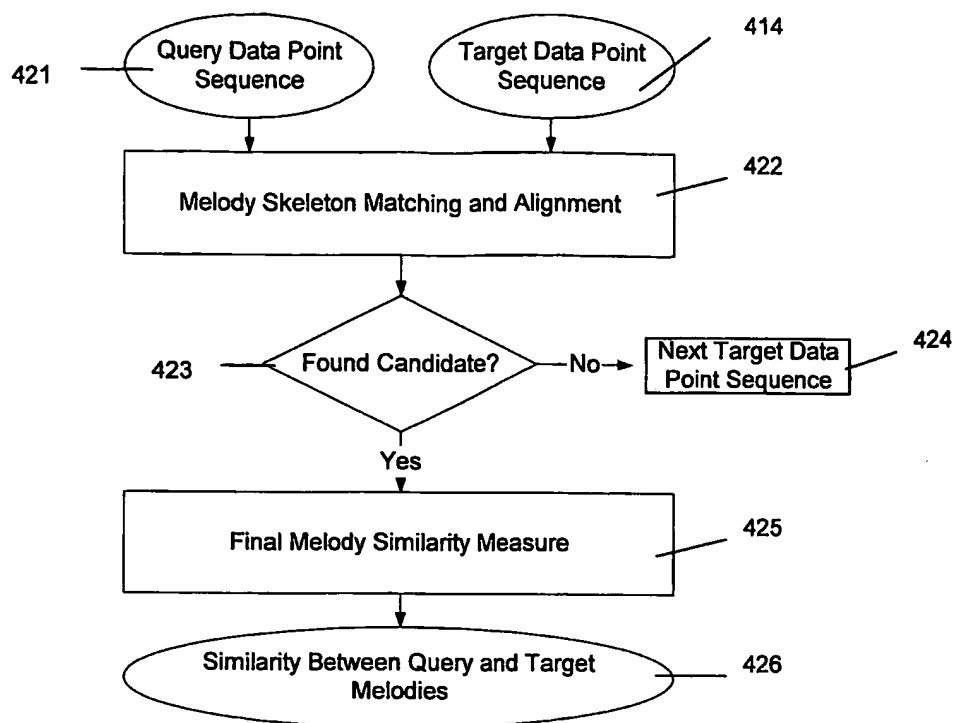 414
Query Data Point
Sequence
Target Data Point
Sequence
421
422
Melody Skeleton Matching and Alignment
423
Found Candidate?
No
Next Target Data
Point Sequence
424
Yes
Final Melody Similarity Measure
425
Similarity Between Query and Target
Melodies
426